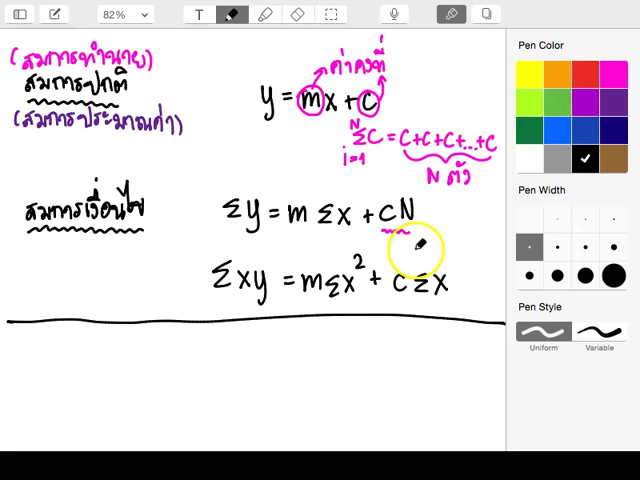 82%
T
Pen Color
(สมการทำนาย)
สมการปกติ
(สมการประมาณค่า)
ค่าคงที่
y = mx + c
N
Σc = c+c+c+...+c
i=1
N ตัว
Pen Width
สมการเงื่อนไข
Σy = m Σx + cN
Σxy = mΣx² + cΣx
Pen Style
Uniform
Variable